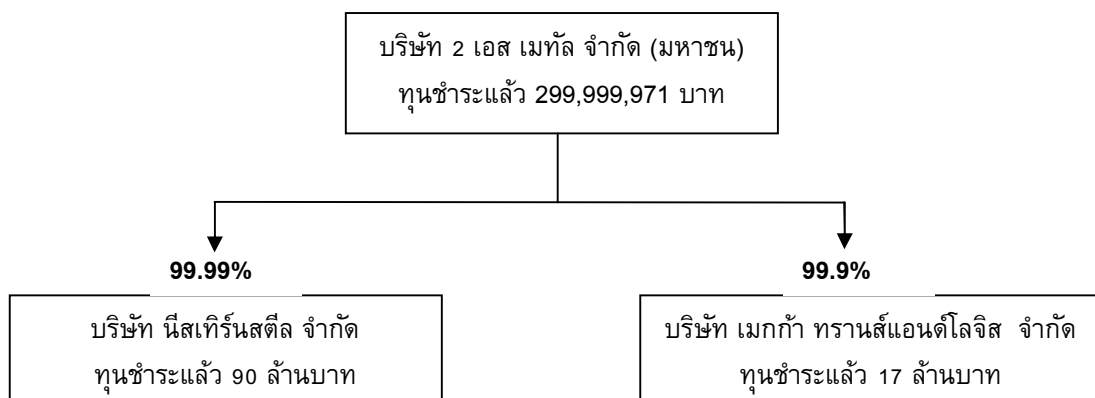 บริษัท 2 เอส เมทัล จำกัด (มหาชน)
ทุนชำระแล้ว 299,999,971 บาท
99.99%
99.9%
บริษัท นีสเทิร์นสตีล จำกัด
ทุนชำระแล้ว 90 ล้านบาท
บริษัท เมกก้า ทรานส์แอนด์โลจิส จำกัด
ทุนชำระแล้ว 17 ล้านบาท